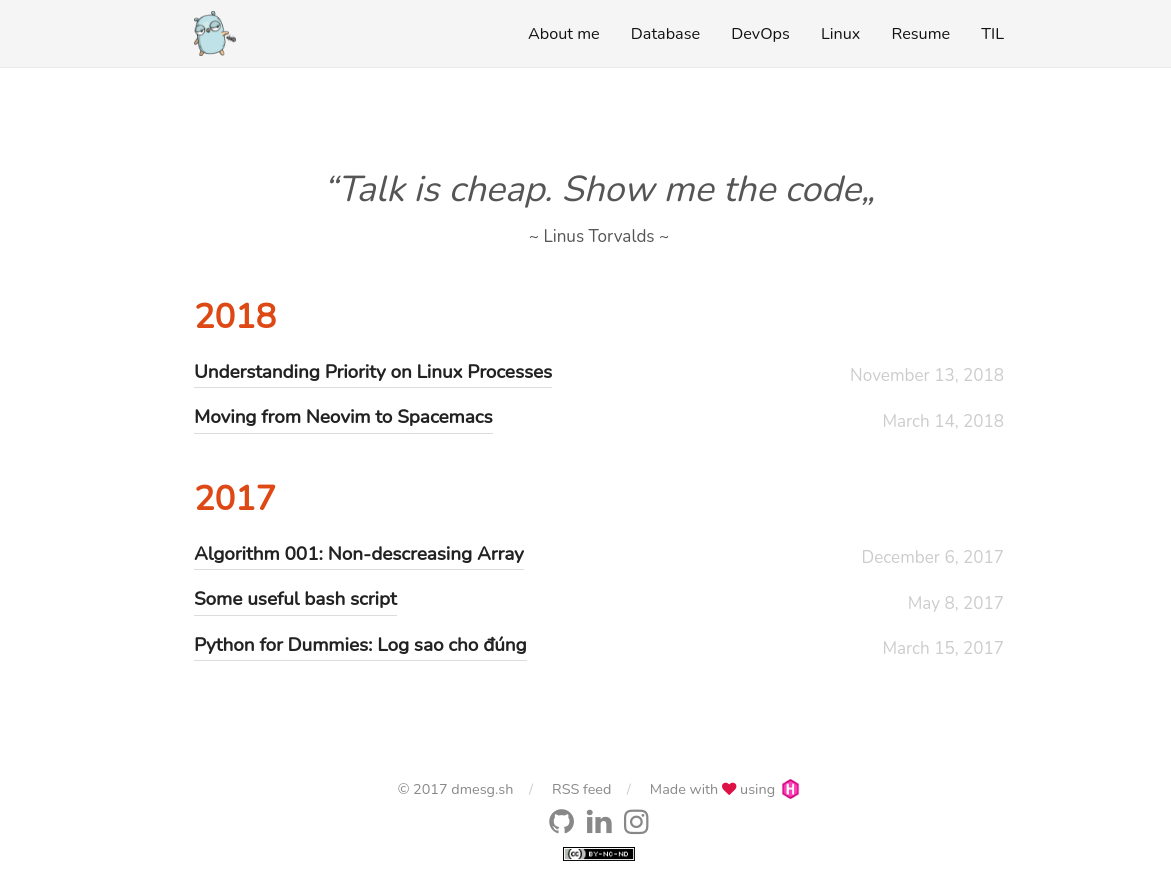 About me Database DevOps Linux Resume TIL
“Talk is cheap. Show me the code„
~ Linus Torvalds ~
2018
Understanding Priority on Linux Processes November 13, 2018
Moving from Neovim to Spacemacs March 14, 2018
2017
Algorithm 001: Non-descreasing Array December 6, 2017
Some useful bash script May 8, 2017
Python for Dummies: Log sao cho đúng March 15, 2017
© 2017 dmesg.sh / RSS feed / Made with ❤ using H
in
cc BY-NC-ND